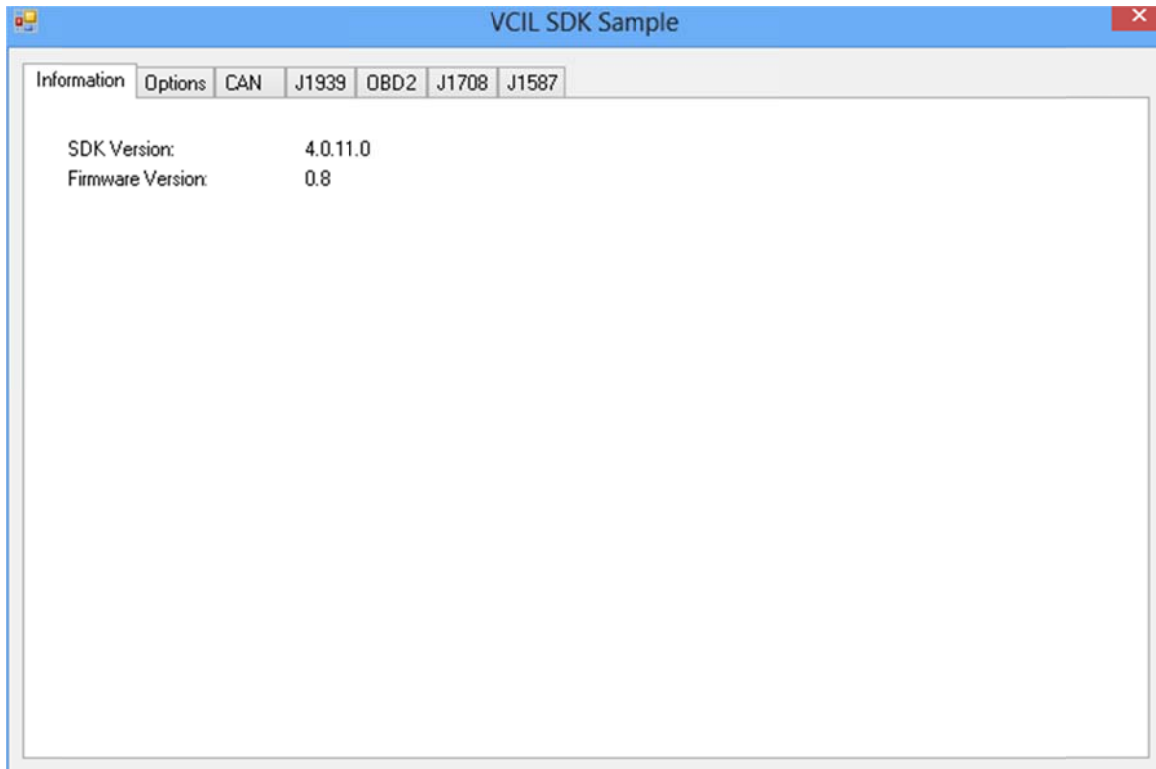 VCIL SDK Sample
Information Options CAN J1939 OBD2 J1708 J1587
SDK Version: 4.0.11.0
Firmware Version: 0.8